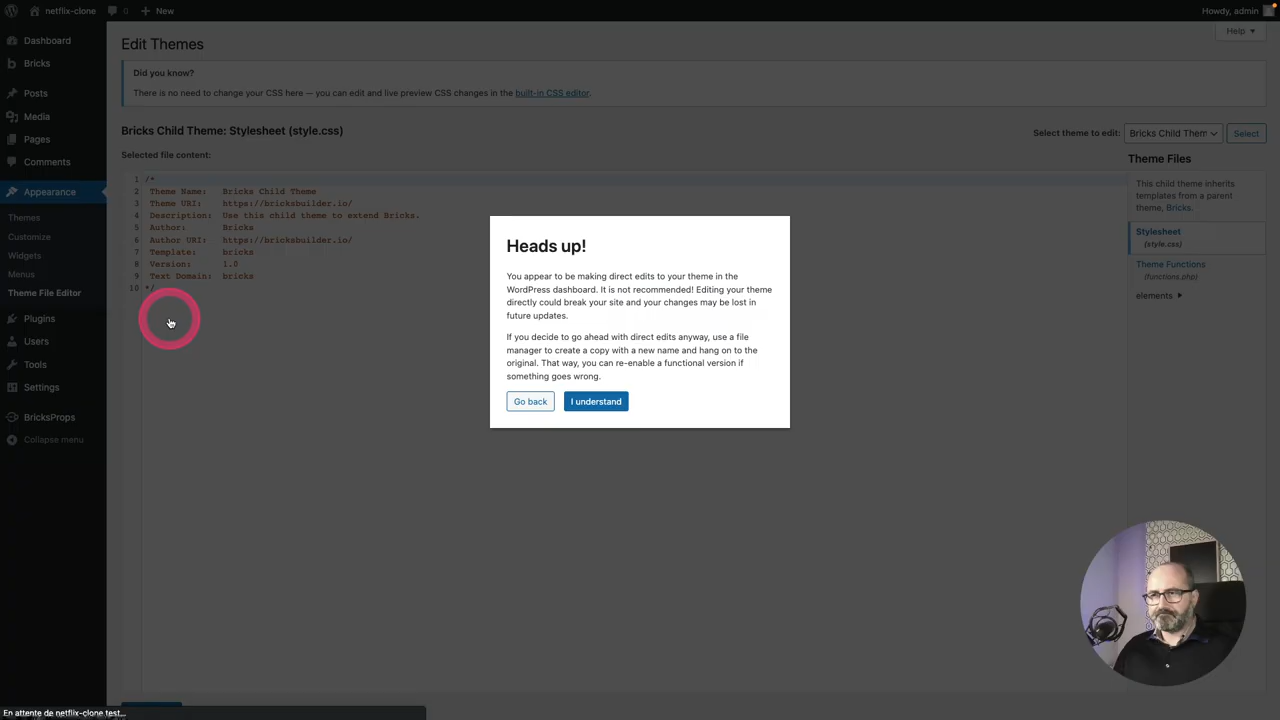 netflix-clone
0
New
Howdy, admin
Dashboard
Bricks
Posts
Media
Pages
Comments
Appearance
Themes
Customize
Widgets
Menus
Theme File Editor
Plugins
Users
Tools
Settings
BricksProps
Collapse menu
Help
Edit Themes
Did you know?
There is no need to change your CSS here — you can edit and live preview CSS changes in the built-in CSS editor.
Bricks Child Theme: Stylesheet (style.css)
Select theme to edit:
Bricks Child Them
Select
Selected file content:
1 /*
2 Theme Name: Bricks Child Theme
3 Theme URI: https://bricksbuilder.io/
4 Description: Use this child theme to extend Bricks.
5 Author: Bricks
6 Author URI: https://bricksbuilder.io/
7 Template: bricks
8 Version: 1.0
9 Text Domain: bricks
10 */
Heads up!
You appear to be making direct edits to your theme in the
WordPress dashboard. It is not recommended! Editing your theme
directly could break your site and your changes may be lost in
future updates.
If you decide to go ahead with direct edits anyway, use a file
manager to create a copy with a new name and hang on to the
original. That way, you can re-enable a functional version if
something goes wrong.
Go back
I understand
Theme Files
This child theme inherits
templates from a parent
theme, Bricks.
Stylesheet
(style.css)
Theme Functions
(functions.php)
elements
En attente de netflix-clone.test...